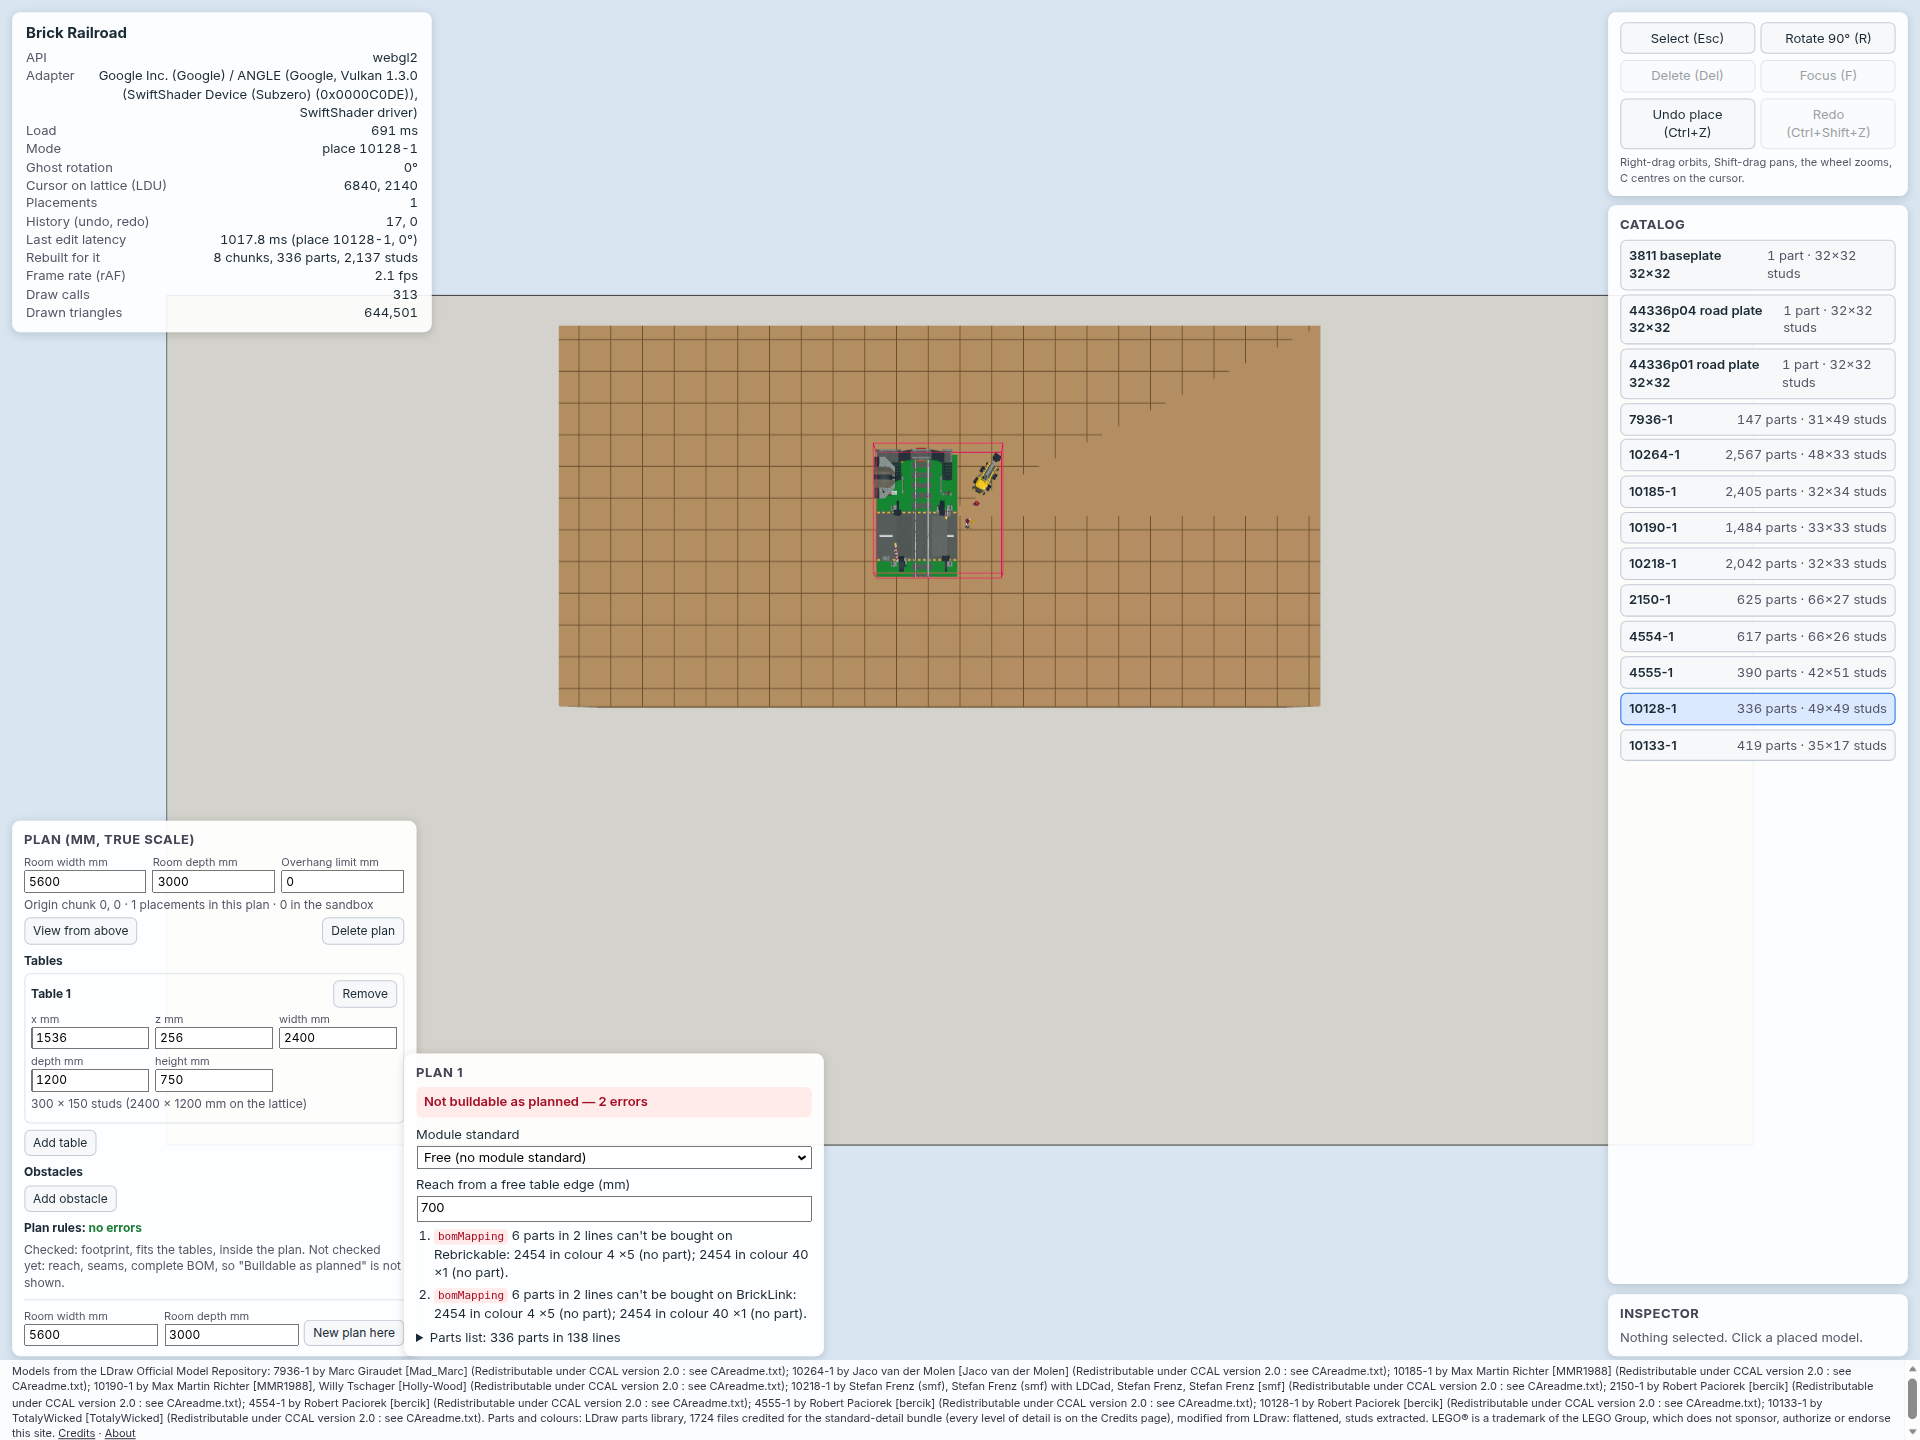 Brick Railroad
API webgl2
Adapter Google Inc. (Google) / ANGLE (Google, Vulkan 1.3.0
(SwiftShader Device (Subzero) (0x0000C0DE)),
SwiftShader driver)
Load 691 ms
Mode place 10128-1
Ghost rotation 0°
Cursor on lattice (LDU) 6840, 2140
Placements 1
History (undo, redo) 17, 0
Last edit latency 1017.8 ms (place 10128-1, 0°)
Rebuilt for it 8 chunks, 336 parts, 2,137 studs
Frame rate (rAF) 2.1 fps
Draw calls 313
Drawn triangles 644,501
Select (Esc) Rotate 90° (R)
Delete (Del) Focus (F)
Undo place Redo
(Ctrl+Z) (Ctrl+Shift+Z)
Right-drag orbits, Shift-drag pans, the wheel zooms,
C centres on the cursor.
CATALOG
3811 baseplate 1 part · 32×32
32×32 studs
44336p04 road plate 1 part · 32×32
32×32 studs
44336p01 road plate 1 part · 32×32
32×32 studs
7936-1 147 parts · 31×49 studs
10264-1 2,567 parts · 48×33 studs
10185-1 2,405 parts · 32×34 studs
10190-1 1,484 parts · 33×33 studs
10218-1 2,042 parts · 32×33 studs
2150-1 625 parts · 66×27 studs
4554-1 617 parts · 66×26 studs
4555-1 390 parts · 42×51 studs
10128-1 336 parts · 49×49 studs
10133-1 419 parts · 35×17 studs
PLAN (MM, TRUE SCALE)
Room width mm Room depth mm Overhang limit mm
5600 3000 0
Origin chunk 0, 0 · 1 placements in this plan · 0 in the sandbox
View from above Delete plan
Tables
Table 1 Remove
x mm z mm width mm
1536 256 2400
depth mm height mm
1200 750
300 × 150 studs (2400 × 1200 mm on the lattice)
Add table
Obstacles
Add obstacle
Plan rules: no errors
Checked: footprint, fits the tables, inside the plan. Not checked
yet: reach, seams, complete BOM, so "Buildable as planned" is not
shown.
Room width mm Room depth mm
5600 3000 New plan here
PLAN 1
Not buildable as planned — 2 errors
Module standard
Free (no module standard)
Reach from a free table edge (mm)
700
1. bomMapping 6 parts in 2 lines can't be bought on
Rebrickable: 2454 in colour 4 ×5 (no part); 2454 in colour 40
×1 (no part).
2. bomMapping 6 parts in 2 lines can't be bought on BrickLink:
2454 in colour 4 ×5 (no part); 2454 in colour 40 ×1 (no part).
Parts list: 336 parts in 138 lines
INSPECTOR
Nothing selected. Click a placed model.
Models from the LDraw Official Model Repository: 7936-1 by Marc Giraudet [Mad_Marc] (Redistributable under CCAL version 2.0 : see CAreadme.txt); 10264-1 by Jaco van der Molen [Jaco van der Molen] (Redistributable under CCAL version 2.0 : see CAreadme.txt); 10185-1 by Max Martin Richter [MMR1988] (Redistributable under CCAL version 2.0 : see
CAreadme.txt); 10190-1 by Max Martin Richter [MMR1988], Willy Tschager [Holly-Wood] (Redistributable under CCAL version 2.0 : see CAreadme.txt); 10218-1 by Stefan Frenz (smf), Stefan Frenz (smf) with LDCad, Stefan Frenz, Stefan Frenz [smf] (Redistributable under CCAL version 2.0 : see CAreadme.txt); 2150-1 by Robert Paciorek [bercik] (Redistributable
under CCAL version 2.0 : see CAreadme.txt); 4554-1 by Robert Paciorek [bercik] (Redistributable under CCAL version 2.0 : see CAreadme.txt); 4555-1 by Robert Paciorek [bercik] (Redistributable under CCAL version 2.0 : see CAreadme.txt); 10128-1 by Robert Paciorek [bercik] (Redistributable under CCAL version 2.0 : see CAreadme.txt); 10133-1 by
TotalyWicked [TotalyWicked] (Redistributable under CCAL version 2.0 : see CAreadme.txt). Parts and colours: LDraw parts library, 1724 files credited for the standard-detail bundle (every level of detail is on the Credits page), modified from LDraw: flattened, studs extracted. LEGO® is a trademark of the LEGO Group, which does not sponsor, authorize or endorse
this site. Credits · About